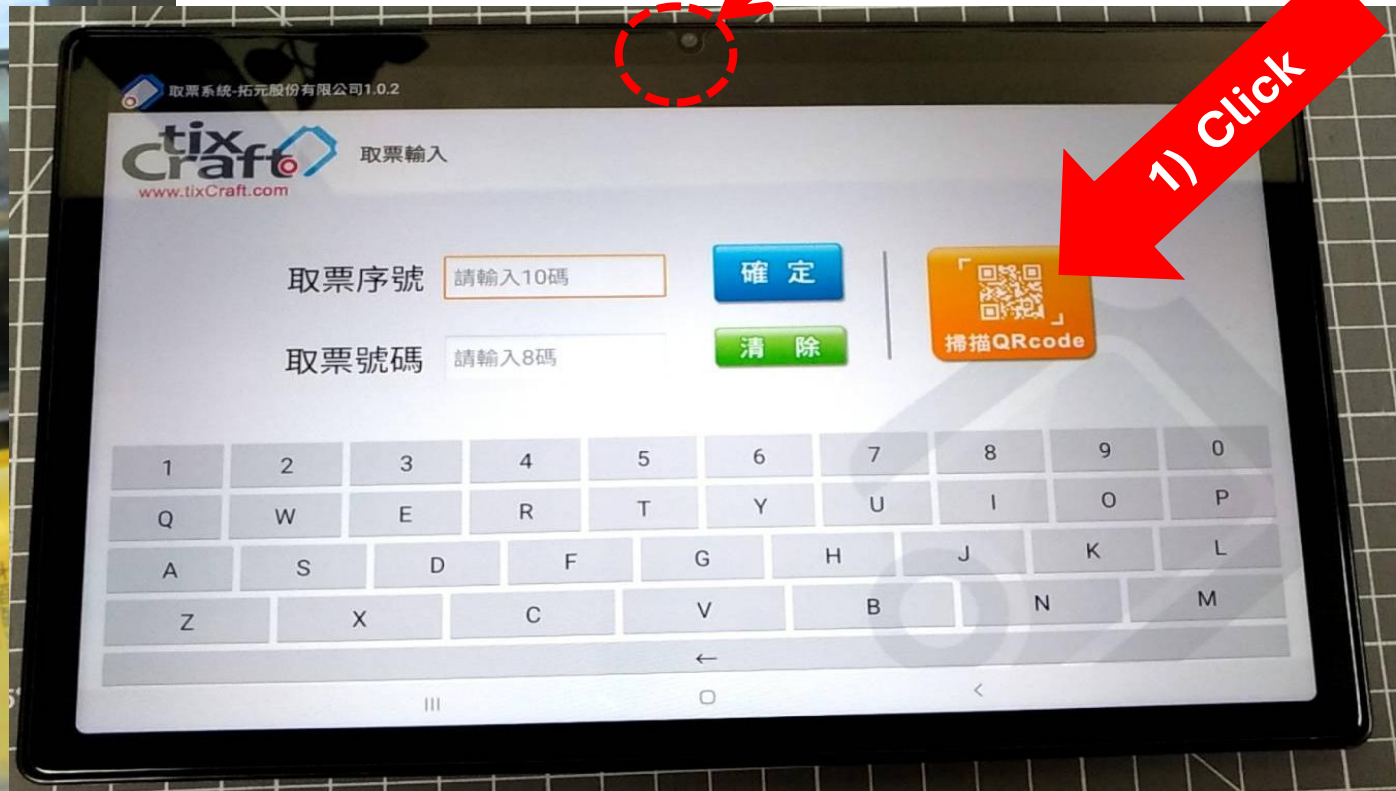 1) Click
取票系統-拓元股份有限公司1.0.2
tixCraft
www.tixCraft.com
取票輸入
取票序號 請輸入10碼 確 定
取票號碼 請輸入8碼 清 除
掃描QRcode
1 2 3 4 5 6 7 8 9 0
Q W E R T Y U I O P
A S D F G H J K L
Z X C V B N M
←